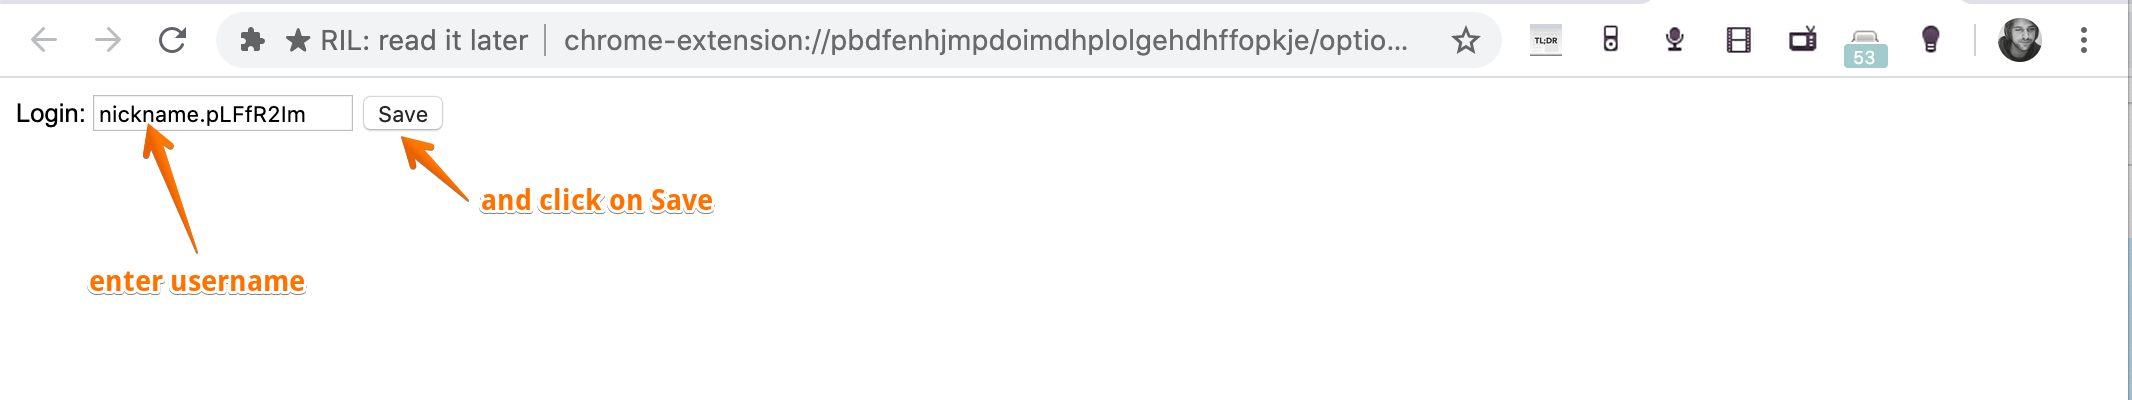 ★ RIL: read it later | chrome-extension://pbdfenhjmpdoimdhplolgehdhffopkje/optio...
TL;DR
53
Login: nickname.pLFfR2Im Save
and click on Save
enter username